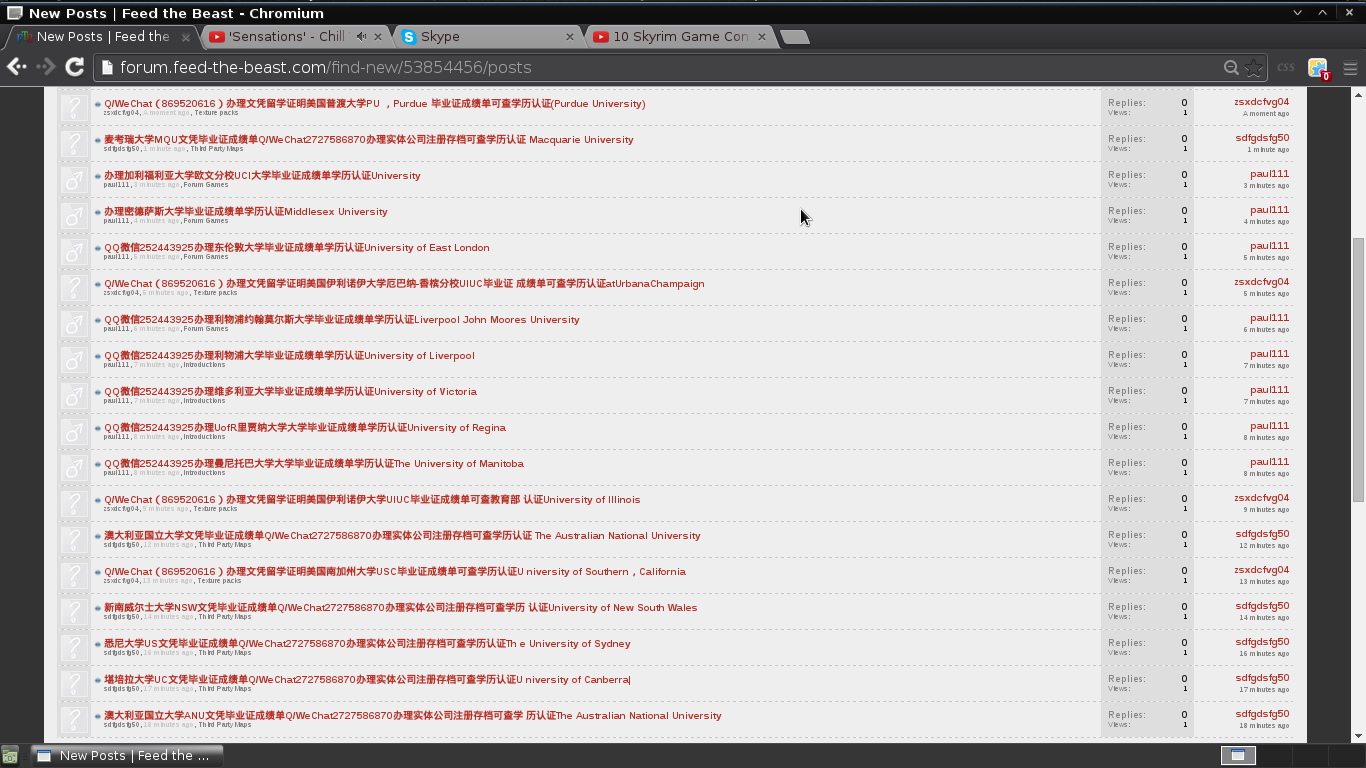 New Posts | Feed the Beast - Chromium
New Posts | Feed the
'Sensations' - Chill
Skype
10 Skyrim Game Con
forum.feed-the-beast.com/find-new/53854456/posts
CSS
0
Q/WeChat ( 869520616 ) 办理文凭留学证明美国普渡大学PU , Purdue 毕业证成绩单可查学历认证(Purdue University)
zsxdcfvg04, A moment ago, Texture packs
Replies: 0
Views: 1
zsxdcfvg04
A moment ago
麦考瑞大学MQU文凭毕业证成绩单Q/WeChat2727586870办理实体公司注册存档可查学历认证 Macquarie University
sdfgdsfg50, 1 minute ago, Third Party Maps
Replies: 0
Views: 1
sdfgdsfg50
1 minute ago
办理加利福利亚大学欧文分校UCI大学毕业证成绩单学历认证University
paul111, 3 minutes ago, Forum Games
Replies: 0
Views: 1
paul111
3 minutes ago
办理密德萨斯大学毕业证成绩单学历认证Middlesex University
paul111, 4 minutes ago, Forum Games
Replies: 0
Views: 1
paul111
4 minutes ago
QQ微信252443925办理东伦敦大学毕业证成绩单学历认证University of East London
paul111, 5 minutes ago, Forum Games
Replies: 0
Views: 1
paul111
5 minutes ago
Q/WeChat ( 869520616 ) 办理文凭留学证明美国伊利诺伊大学厄巴纳-香槟分校UIUC毕业证 成绩单可查学历认证atUrbanaChampaign
zsxdcfvg04, 5 minutes ago, Texture packs
Replies: 0
Views: 1
zsxdcfvg04
5 minutes ago
QQ微信252443925办理利物浦约翰莫尔斯大学毕业证成绩单学历认证Liverpool John Moores University
paul111, 6 minutes ago, Forum Games
Replies: 0
Views: 1
paul111
6 minutes ago
QQ微信252443925办理利物浦大学毕业证成绩单学历认证University of Liverpool
paul111, 7 minutes ago, Introductions
Replies: 0
Views: 1
paul111
7 minutes ago
QQ微信252443925办理维多利亚大学毕业证成绩单学历认证University of Victoria
paul111, 7 minutes ago, Introductions
Replies: 0
Views: 1
paul111
7 minutes ago
QQ微信252443925办理UofR里贾纳大学大学毕业证成绩单学历认证University of Regina
paul111, 8 minutes ago, Introductions
Replies: 0
Views: 1
paul111
8 minutes ago
QQ微信252443925办理曼尼托巴大学大学毕业证成绩单学历认证The University of Manitoba
paul111, 8 minutes ago, Introductions
Replies: 0
Views: 1
paul111
8 minutes ago
Q/WeChat ( 869520616 ) 办理文凭留学证明美国伊利诺伊大学UIUC毕业证成绩单可查教育部 认证University of Illinois
zsxdcfvg04, 9 minutes ago, Texture packs
Replies: 0
Views: 1
zsxdcfvg04
9 minutes ago
澳大利亚国立大学文凭毕业证成绩单Q/WeChat2727586870办理实体公司注册存档可查学历认证 The Australian National University
sdfgdsfg50, 12 minutes ago, Third Party Maps
Replies: 0
Views: 1
sdfgdsfg50
12 minutes ago
Q/WeChat ( 869520616 ) 办理文凭留学证明美国南加州大学USC毕业证成绩单可查学历认证U niversity of Southern , California
zsxdcfvg04, 13 minutes ago, Texture packs
Replies: 0
Views: 1
zsxdcfvg04
13 minutes ago
新南威尔士大学NSW文凭毕业证成绩单Q/WeChat2727586870办理实体公司注册存档可查学历 认证University of New South Wales
sdfgdsfg50, 14 minutes ago, Third Party Maps
Replies: 0
Views: 1
sdfgdsfg50
14 minutes ago
悉尼大学US文凭毕业证成绩单Q/WeChat2727586870办理实体公司注册存档可查学历认证Th e University of Sydney
sdfgdsfg50, 16 minutes ago, Third Party Maps
Replies: 0
Views: 1
sdfgdsfg50
16 minutes ago
堪培拉大学UC文凭毕业证成绩单Q/WeChat2727586870办理实体公司注册存档可查学历认证U niversity of Canberra|
sdfgdsfg50, 17 minutes ago, Third Party Maps
Replies: 0
Views: 1
sdfgdsfg50
17 minutes ago
澳大利亚国立大学ANU文凭毕业证成绩单Q/WeChat2727586870办理实体公司注册存档可查学 历认证The Australian National University
sdfgdsfg50, 18 minutes ago, Third Party Maps
Replies: 0
Views: 1
sdfgdsfg50
18 minutes ago
New Posts | Feed the ...